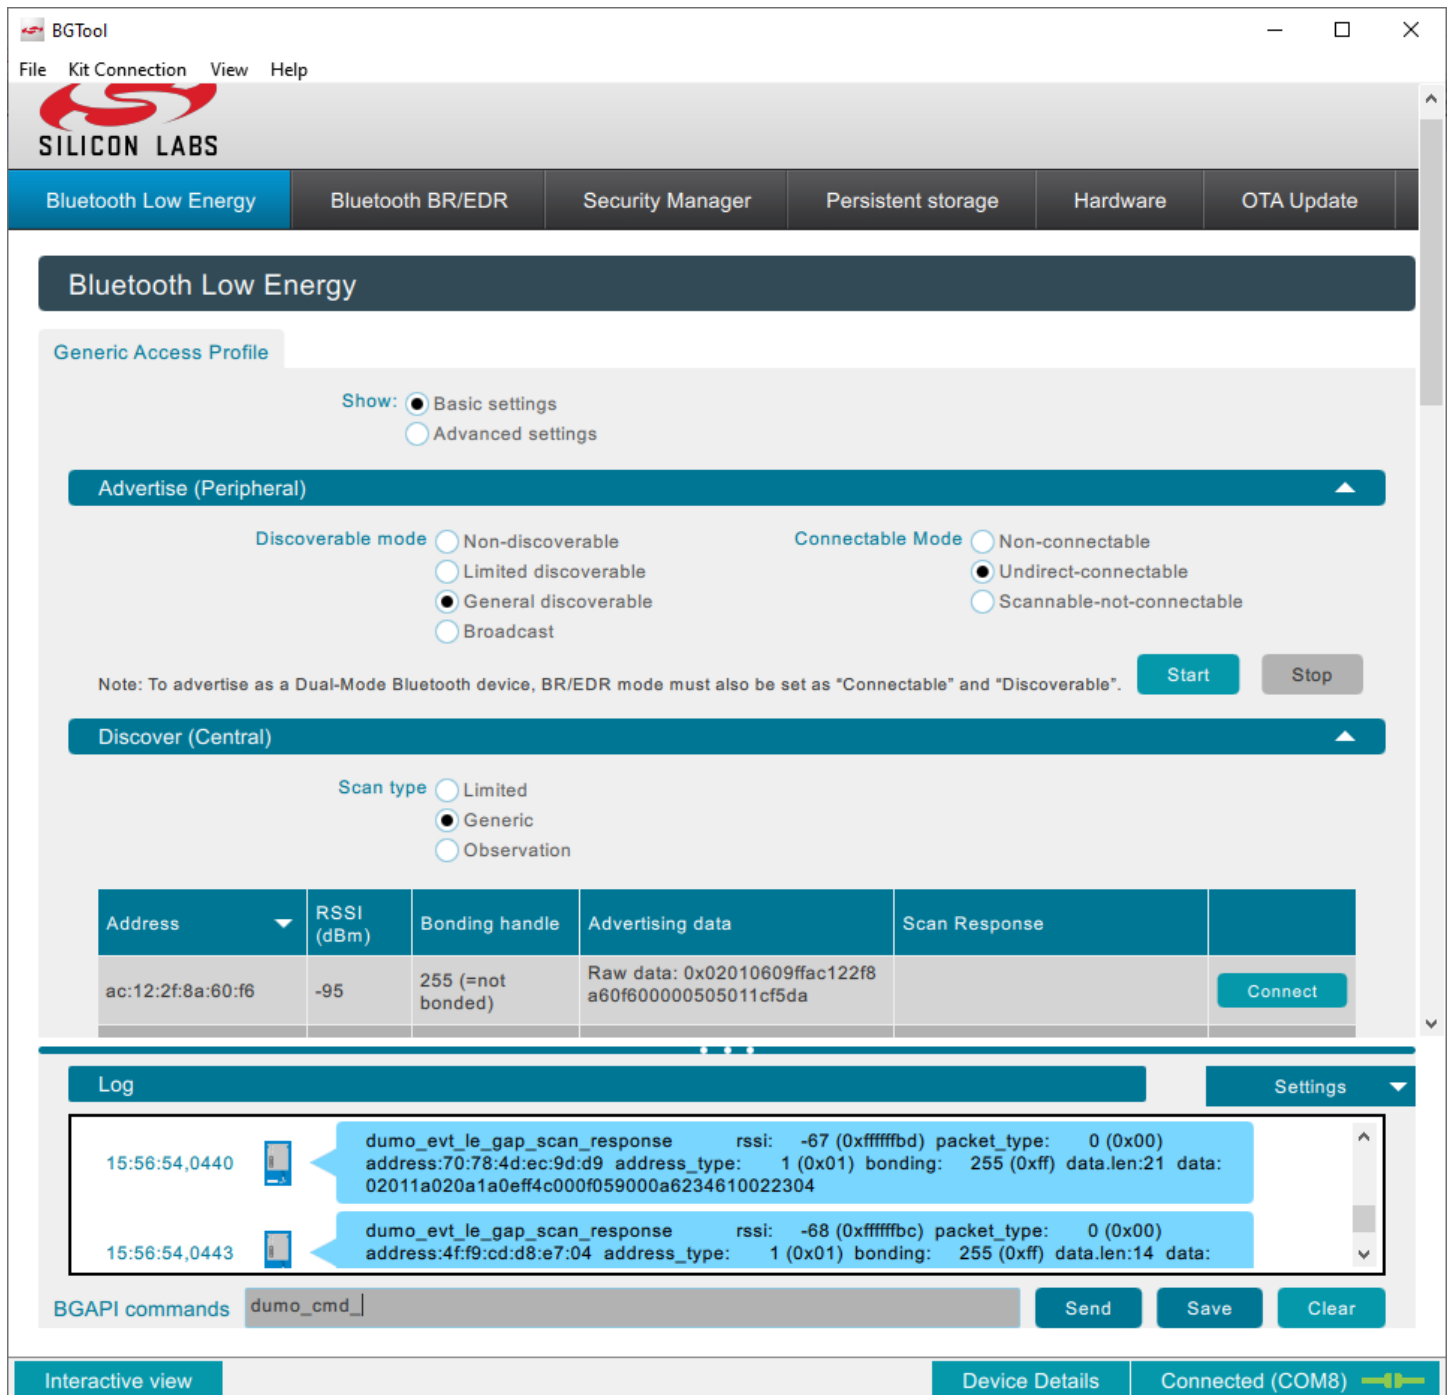 BGTool
File Kit Connection View Help
SILICON LABS
Bluetooth Low Energy Bluetooth BR/EDR Security Manager Persistent storage Hardware OTA Update
Bluetooth Low Energy
Generic Access Profile
Show: Basic settings
Advanced settings
Advertise (Peripheral)
Discoverable mode Non-discoverable Connectable Mode Non-connectable
Limited discoverable Undirect-connectable
General discoverable Scannable-not-connectable
Broadcast
Note: To advertise as a Dual-Mode Bluetooth device, BR/EDR mode must also be set as "Connectable" and "Discoverable". Start Stop
Discover (Central)
Scan type Limited
Generic
Observation
Address RSSI (dBm) Bonding handle Advertising data Scan Response
ac:12:2f:8a:60:f6 -95 255 (=not bonded) Raw data: 0x02010609ffac122f8
a60f600000505011cf5da Connect
Log Settings
15:56:54,0440 dumo_evt_le_gap_scan_response rssi: -67 (0xffffffbd) packet_type: 0 (0x00)
address:70:78:4d:ec:9d:d9 address_type: 1 (0x01) bonding: 255 (0xff) data.len:21 data:
02011a020a1a0eff4c000f059000a6234610022304
15:56:54,0443 dumo_evt_le_gap_scan_response rssi: -68 (0xffffffbc) packet_type: 0 (0x00)
address:4f:f9:cd:d8:e7:04 address_type: 1 (0x01) bonding: 255 (0xff) data.len:14 data:
BGAPI commands dumo_cmd_ Send Save Clear
Interactive view Device Details Connected (COM8)